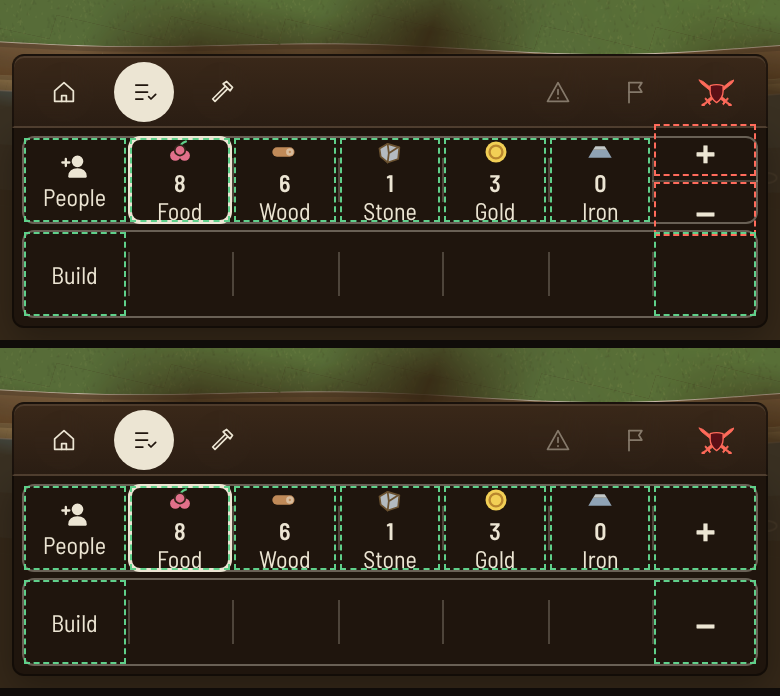 8 6 1 3 0 +
People Food Wood Stone Gold Iron −
Build
8 6 1 3 0 +
People Food Wood Stone Gold Iron
Build −